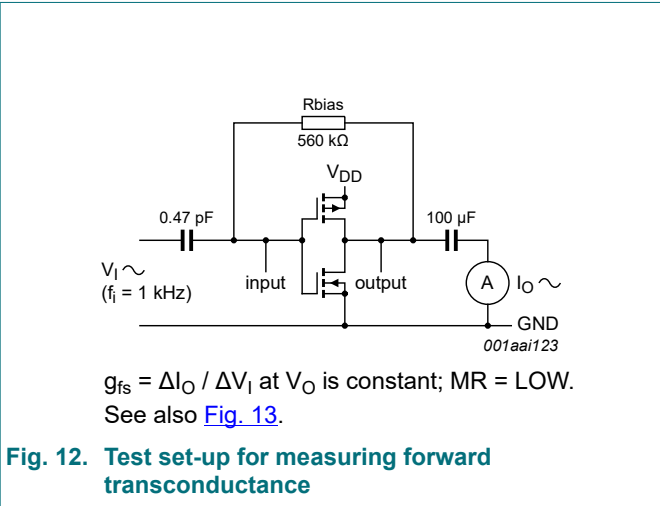 Rbias
560 kΩ
VDD
0.47 pF
100 μF
VI
(fi = 1 kHz)
input
output
A
IO
GND
001aai123
gfs = ΔIO / ΔVI at VO is constant; MR = LOW.
See also Fig. 13.
Fig. 12. Test set-up for measuring forward
transconductance